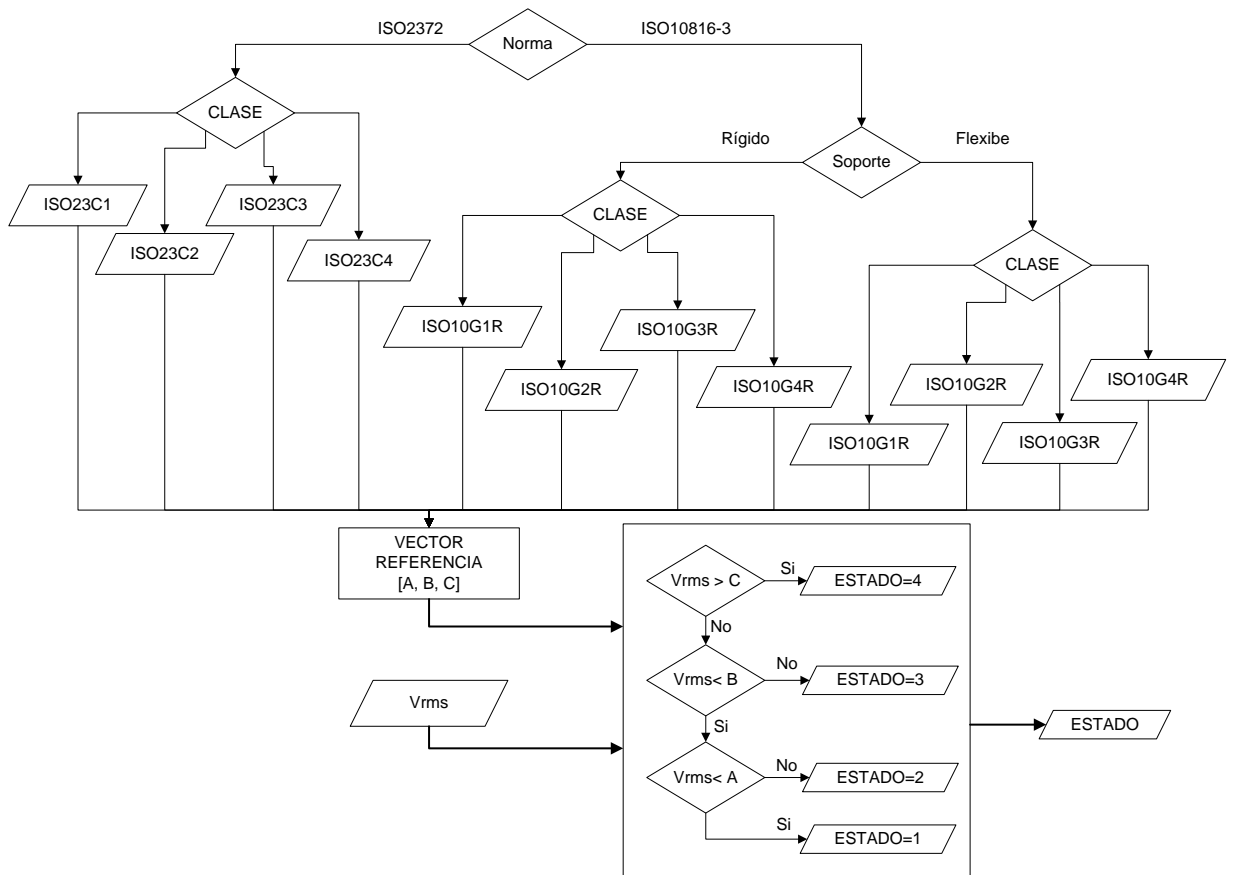 ISO2372
Norma
ISO10816-3
CLASE
Rígido
Soporte
Flexibe
ISO23C1
ISO23C2
ISO23C3
ISO23C4
CLASE
CLASE
ISO10G1R
ISO10G2R
ISO10G3R
ISO10G4R
ISO10G1R
ISO10G2R
ISO10G3R
ISO10G4R
VECTOR
REFERENCIA
[A, B, C]
Vrms
Vrms > C
Si
ESTADO=4
No
Vrms< B
No
ESTADO=3
Si
Vrms< A
No
ESTADO=2
Si
ESTADO=1
ESTADO